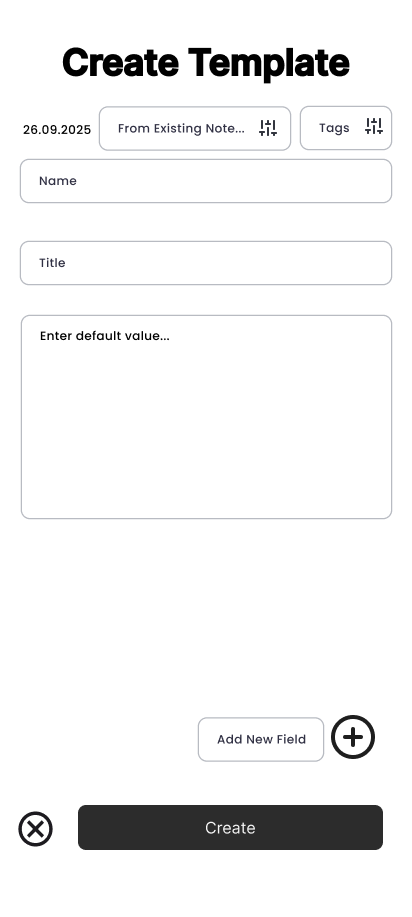 Create Template
26.09.2025 From Existing Note... Tags
Name
Title
Enter default value...
Add New Field
Create